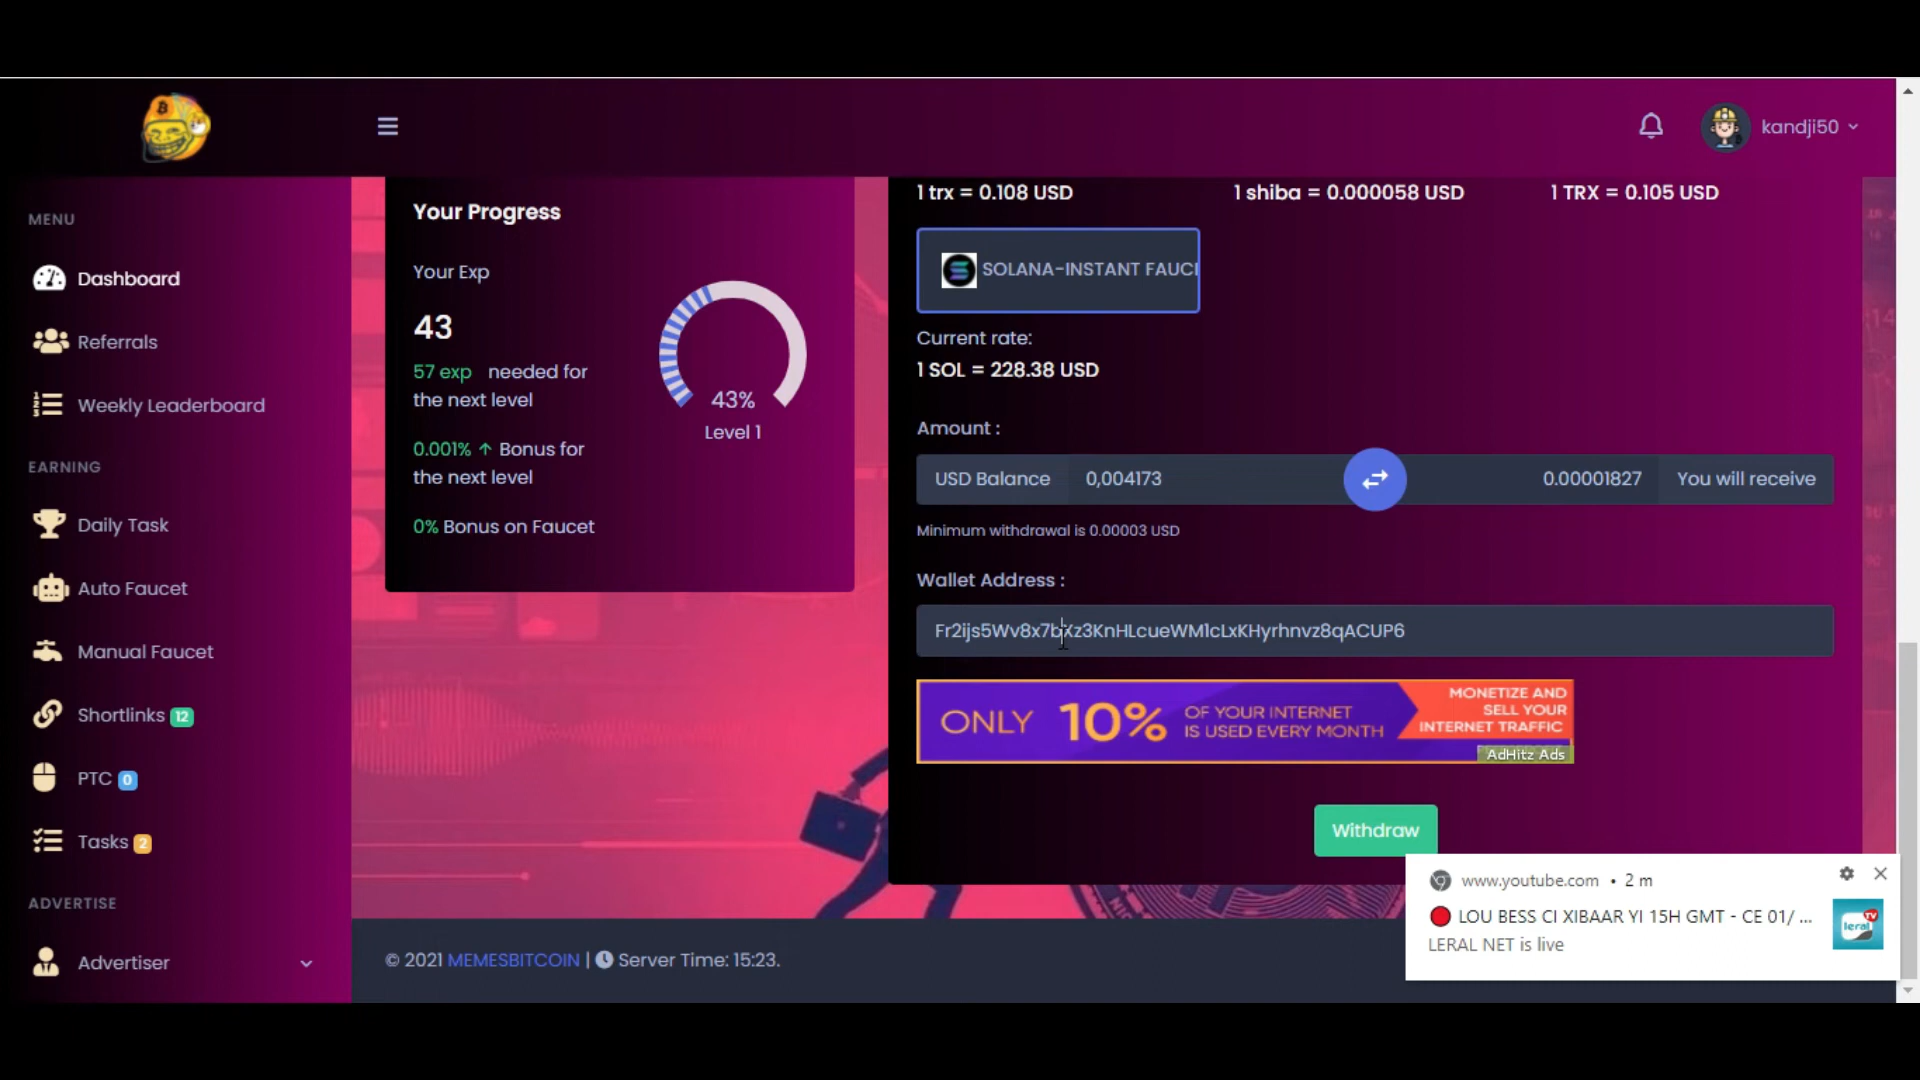 kandji50
MENU
Dashboard
Referrals
Weekly Leaderboard
EARNING
Daily Task
Auto Faucet
Manual Faucet
Shortlinks 12
PTC 0
Tasks 2
ADVERTISE
Advertiser
Your Progress
Your Exp
43
57 exp needed for
the next level
0.001% ↑ Bonus for
the next level
0% Bonus on Faucet
43%
Level 1
1 trx = 0.108 USD
1 shiba = 0.000058 USD
1 TRX = 0.105 USD
SOLANA-INSTANT FAUCI
Current rate:
1 SOL = 228.38 USD
Amount :
USD Balance 0,004173
0.00001827 You will receive
Minimum withdrawal is 0.00003 USD
Wallet Address :
Fr2ijs5Wv8x7bXz3KnHLcueWM1cLxKHyrhnvz8qACUP6
ONLY 10% OF YOUR INTERNET
IS USED EVERY MONTH
MONETIZE AND
SELL YOUR
INTERNET TRAFFIC
AdHitz Ads
Withdraw
www.youtube.com • 2 m
LOU BESS CI XIBAAR YI 15H GMT - CE 01/ ...
LERAL NET is live
leral TV
© 2021 MEMESBITCOIN | Server Time: 15:23.